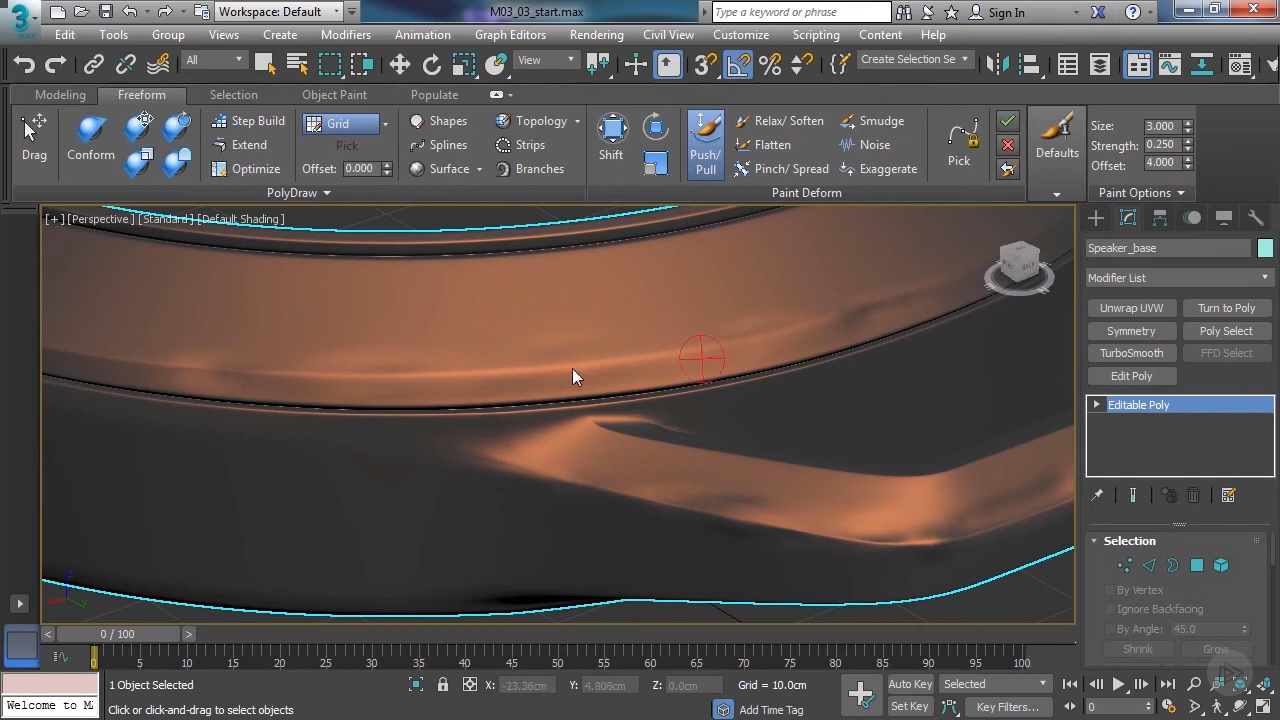 3
MAX
Workspace: Default
M03_03_start.max
Type a keyword or phrase
Sign In
Edit Tools Group Views Create Modifiers Animation Graph Editors Rendering Civil View Customize Scripting Content Help
All
View
Create Selection Se
Modeling Freeform Selection Object Paint Populate
Drag
Conform
Step Build
Extend
Optimize
Grid
Pick
Offset: 0.000
Shapes
Splines
Surface
Topology
Strips
Branches
Shift
Push/
Pull
Relax/ Soften
Flatten
Pinch/ Spread
Smudge
Noise
Exaggerate
Pick
Defaults
Size: 3.000
Strength: 0.250
Offset: 4.000
PolyDraw Paint Deform Paint Options
[+] [Perspective ] [Standard ] [Default Shading ]
Speaker_base
Modifier List
Unwrap UVW Turn to Poly
Symmetry Poly Select
TurboSmooth FFD Select
Edit Poly
Editable Poly
Selection
By Vertex
Ignore Backfacing
By Angle: 45.0
Shrink Grow
z
x
y
0 / 100
0 5 10 15 20 25 30 35 40 45 50 55 60 65 70 75 80 85 90 95 100
1 Object Selected
X: -23.36cm Y: 4.806cm Z: 0.0cm Grid = 10.0cm
Auto Key Selected
Welcome to MA
Click or click-and-drag to select objects
Add Time Tag
Set Key Key Filters...
0